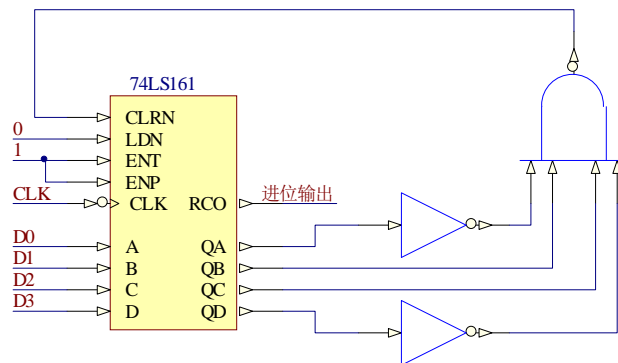 74LS161
CLRN
0 LDN
1 ENT
ENP
CLK CLK RCO 进位输出
D0 A QA
D1 B QB
D2 C QC
D3 D QD